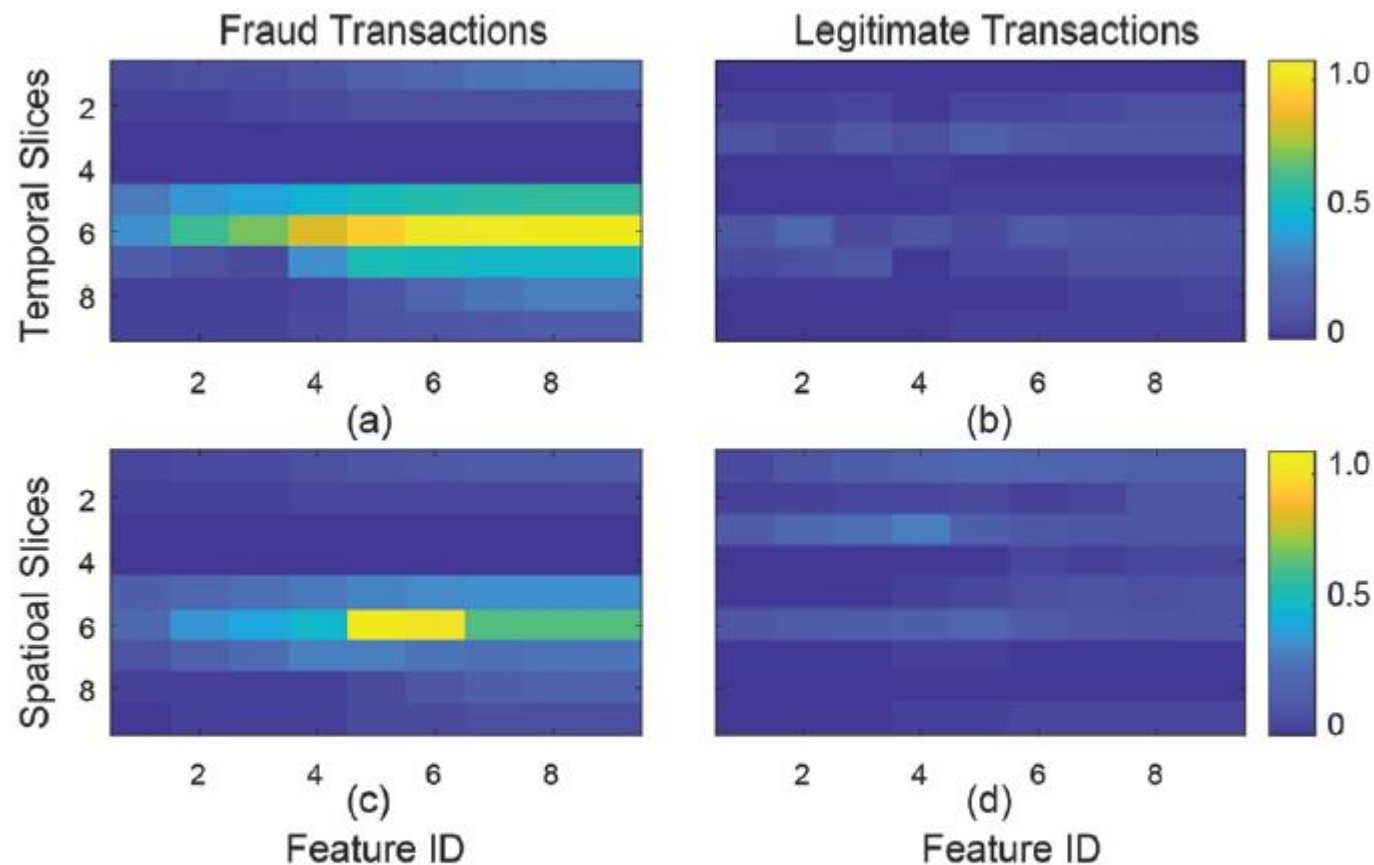 Fraud Transactions Legitimate Transactions
Temporal Slices
2
4
6
8
1.0
0.5
0
2 4 6 8 2 4 6 8
(a) (b)
Spatioal Slices
2
4
6
8
1.0
0.5
0
2 4 6 8 2 4 6 8
(c) (d)
Feature ID Feature ID